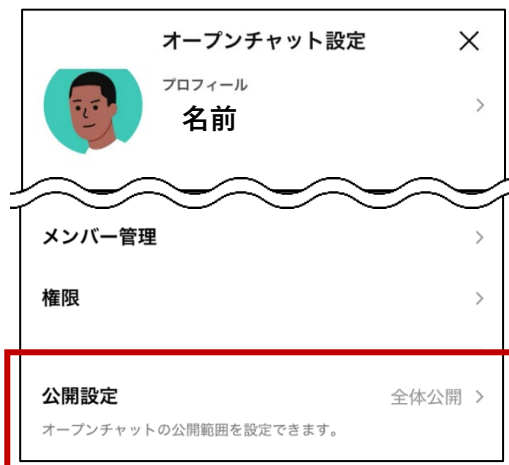 オープンチャット設定
プロフィール
名前
メンバー管理
権限
公開設定 全体公開
オープンチャットの公開範囲を設定できます。